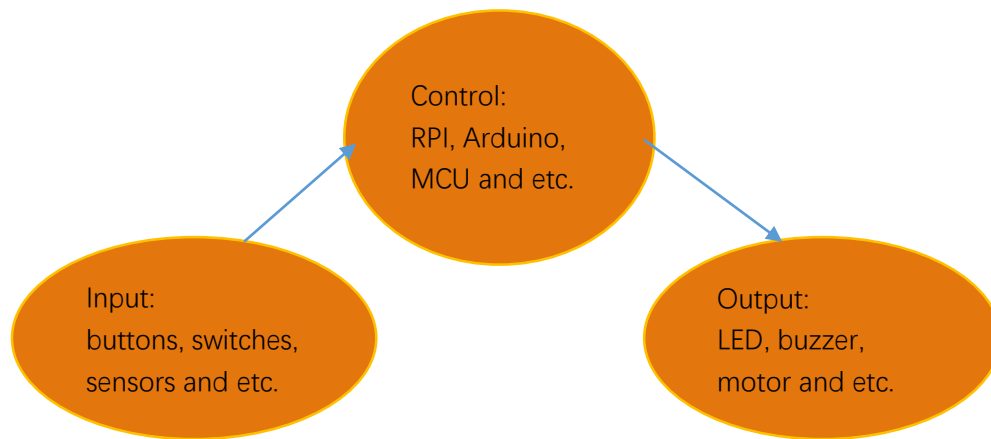 Control:
RPI, Arduino,
MCU and etc.
Input:
buttons, switches,
sensors and etc.
Output:
LED, buzzer,
motor and etc.